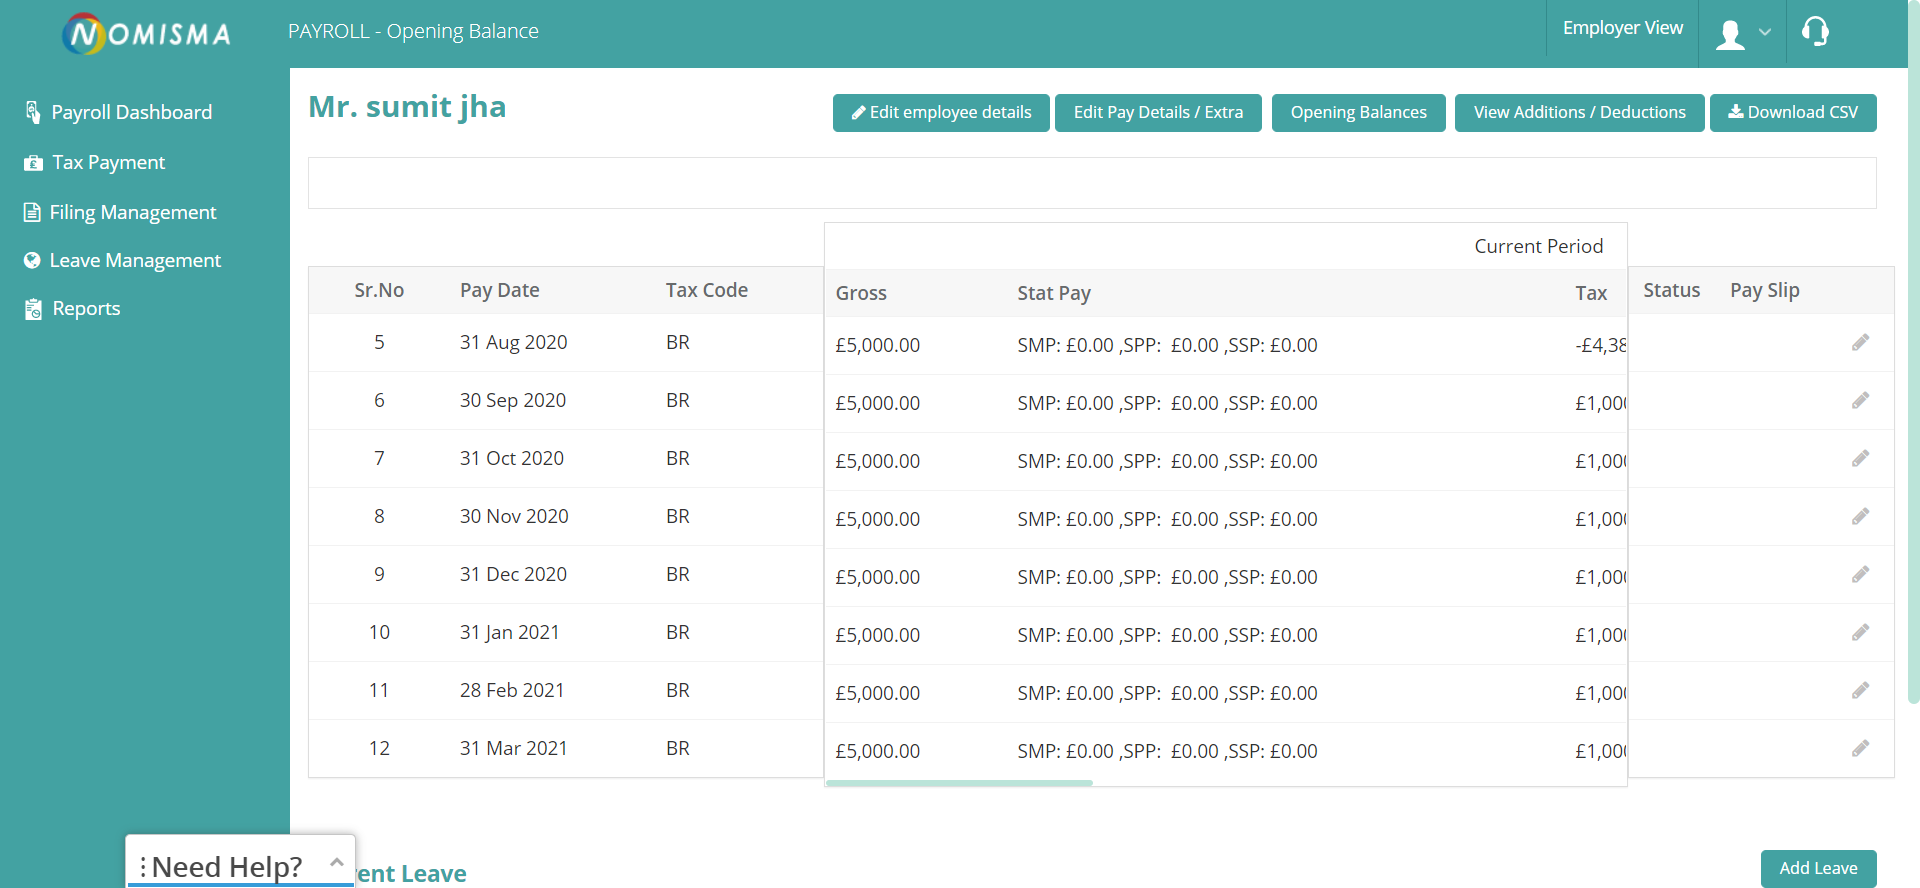 NOMISMA
PAYROLL - Opening Balance
Employer View
Payroll Dashboard
Tax Payment
Filing Management
Leave Management
Reports
Mr. sumit jha
Edit employee details
Edit Pay Details / Extra
Opening Balances
View Additions / Deductions
Download CSV
Current Period
Sr.No Pay Date Tax Code Gross Stat Pay Tax Status Pay Slip
5 31 Aug 2020 BR £5,000.00 SMP: £0.00 ,SPP: £0.00 ,SSP: £0.00 -£4,38
6 30 Sep 2020 BR £5,000.00 SMP: £0.00 ,SPP: £0.00 ,SSP: £0.00 £1,000
7 31 Oct 2020 BR £5,000.00 SMP: £0.00 ,SPP: £0.00 ,SSP: £0.00 £1,000
8 30 Nov 2020 BR £5,000.00 SMP: £0.00 ,SPP: £0.00 ,SSP: £0.00 £1,000
9 31 Dec 2020 BR £5,000.00 SMP: £0.00 ,SPP: £0.00 ,SSP: £0.00 £1,000
10 31 Jan 2021 BR £5,000.00 SMP: £0.00 ,SPP: £0.00 ,SSP: £0.00 £1,000
11 28 Feb 2021 BR £5,000.00 SMP: £0.00 ,SPP: £0.00 ,SSP: £0.00 £1,000
12 31 Mar 2021 BR £5,000.00 SMP: £0.00 ,SPP: £0.00 ,SSP: £0.00 £1,000
Need Help?
ent Leave
Add Leave